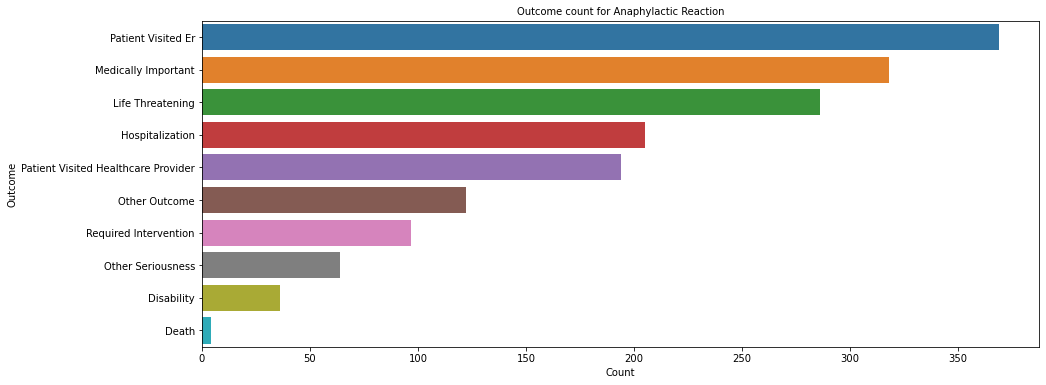 Outcome count for Anaphylactic Reaction
Outcome
Patient Visited Er
Medically Important
Life Threatening
Hospitalization
Patient Visited Healthcare Provider
Other Outcome
Required Intervention
Other Seriousness
Disability
Death
0 50 100 150 200 250 300 350
Count